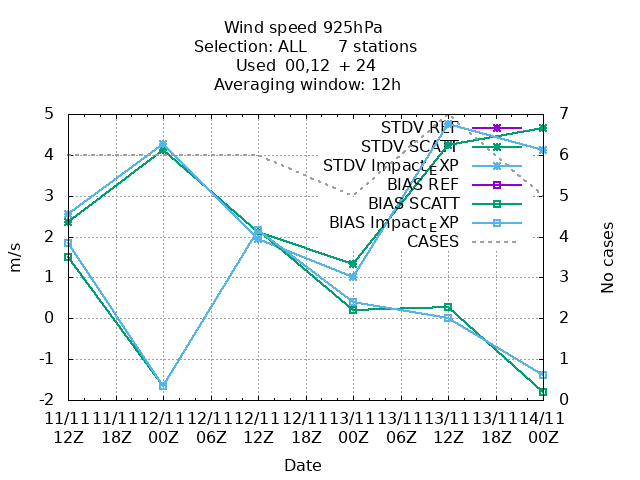 Wind speed 925hPa
Selection: ALL      7 stations
Used  00,12  + 24
Averaging window: 12h
5
4
3
2
1
0
-1
-2
m/s
7
6
5
4
3
2
1
0
No cases
STDV REF
STDV SCATT
STDV Impact_EXP
BIAS REF
BIAS SCATT
BIAS Impact_EXP
CASES
11/11 11/11 12/11 12/11 12/11 12/11 13/11 13/11 13/11 13/11 14/11
12Z 18Z 00Z 06Z 12Z 18Z 00Z 06Z 12Z 18Z 00Z
Date